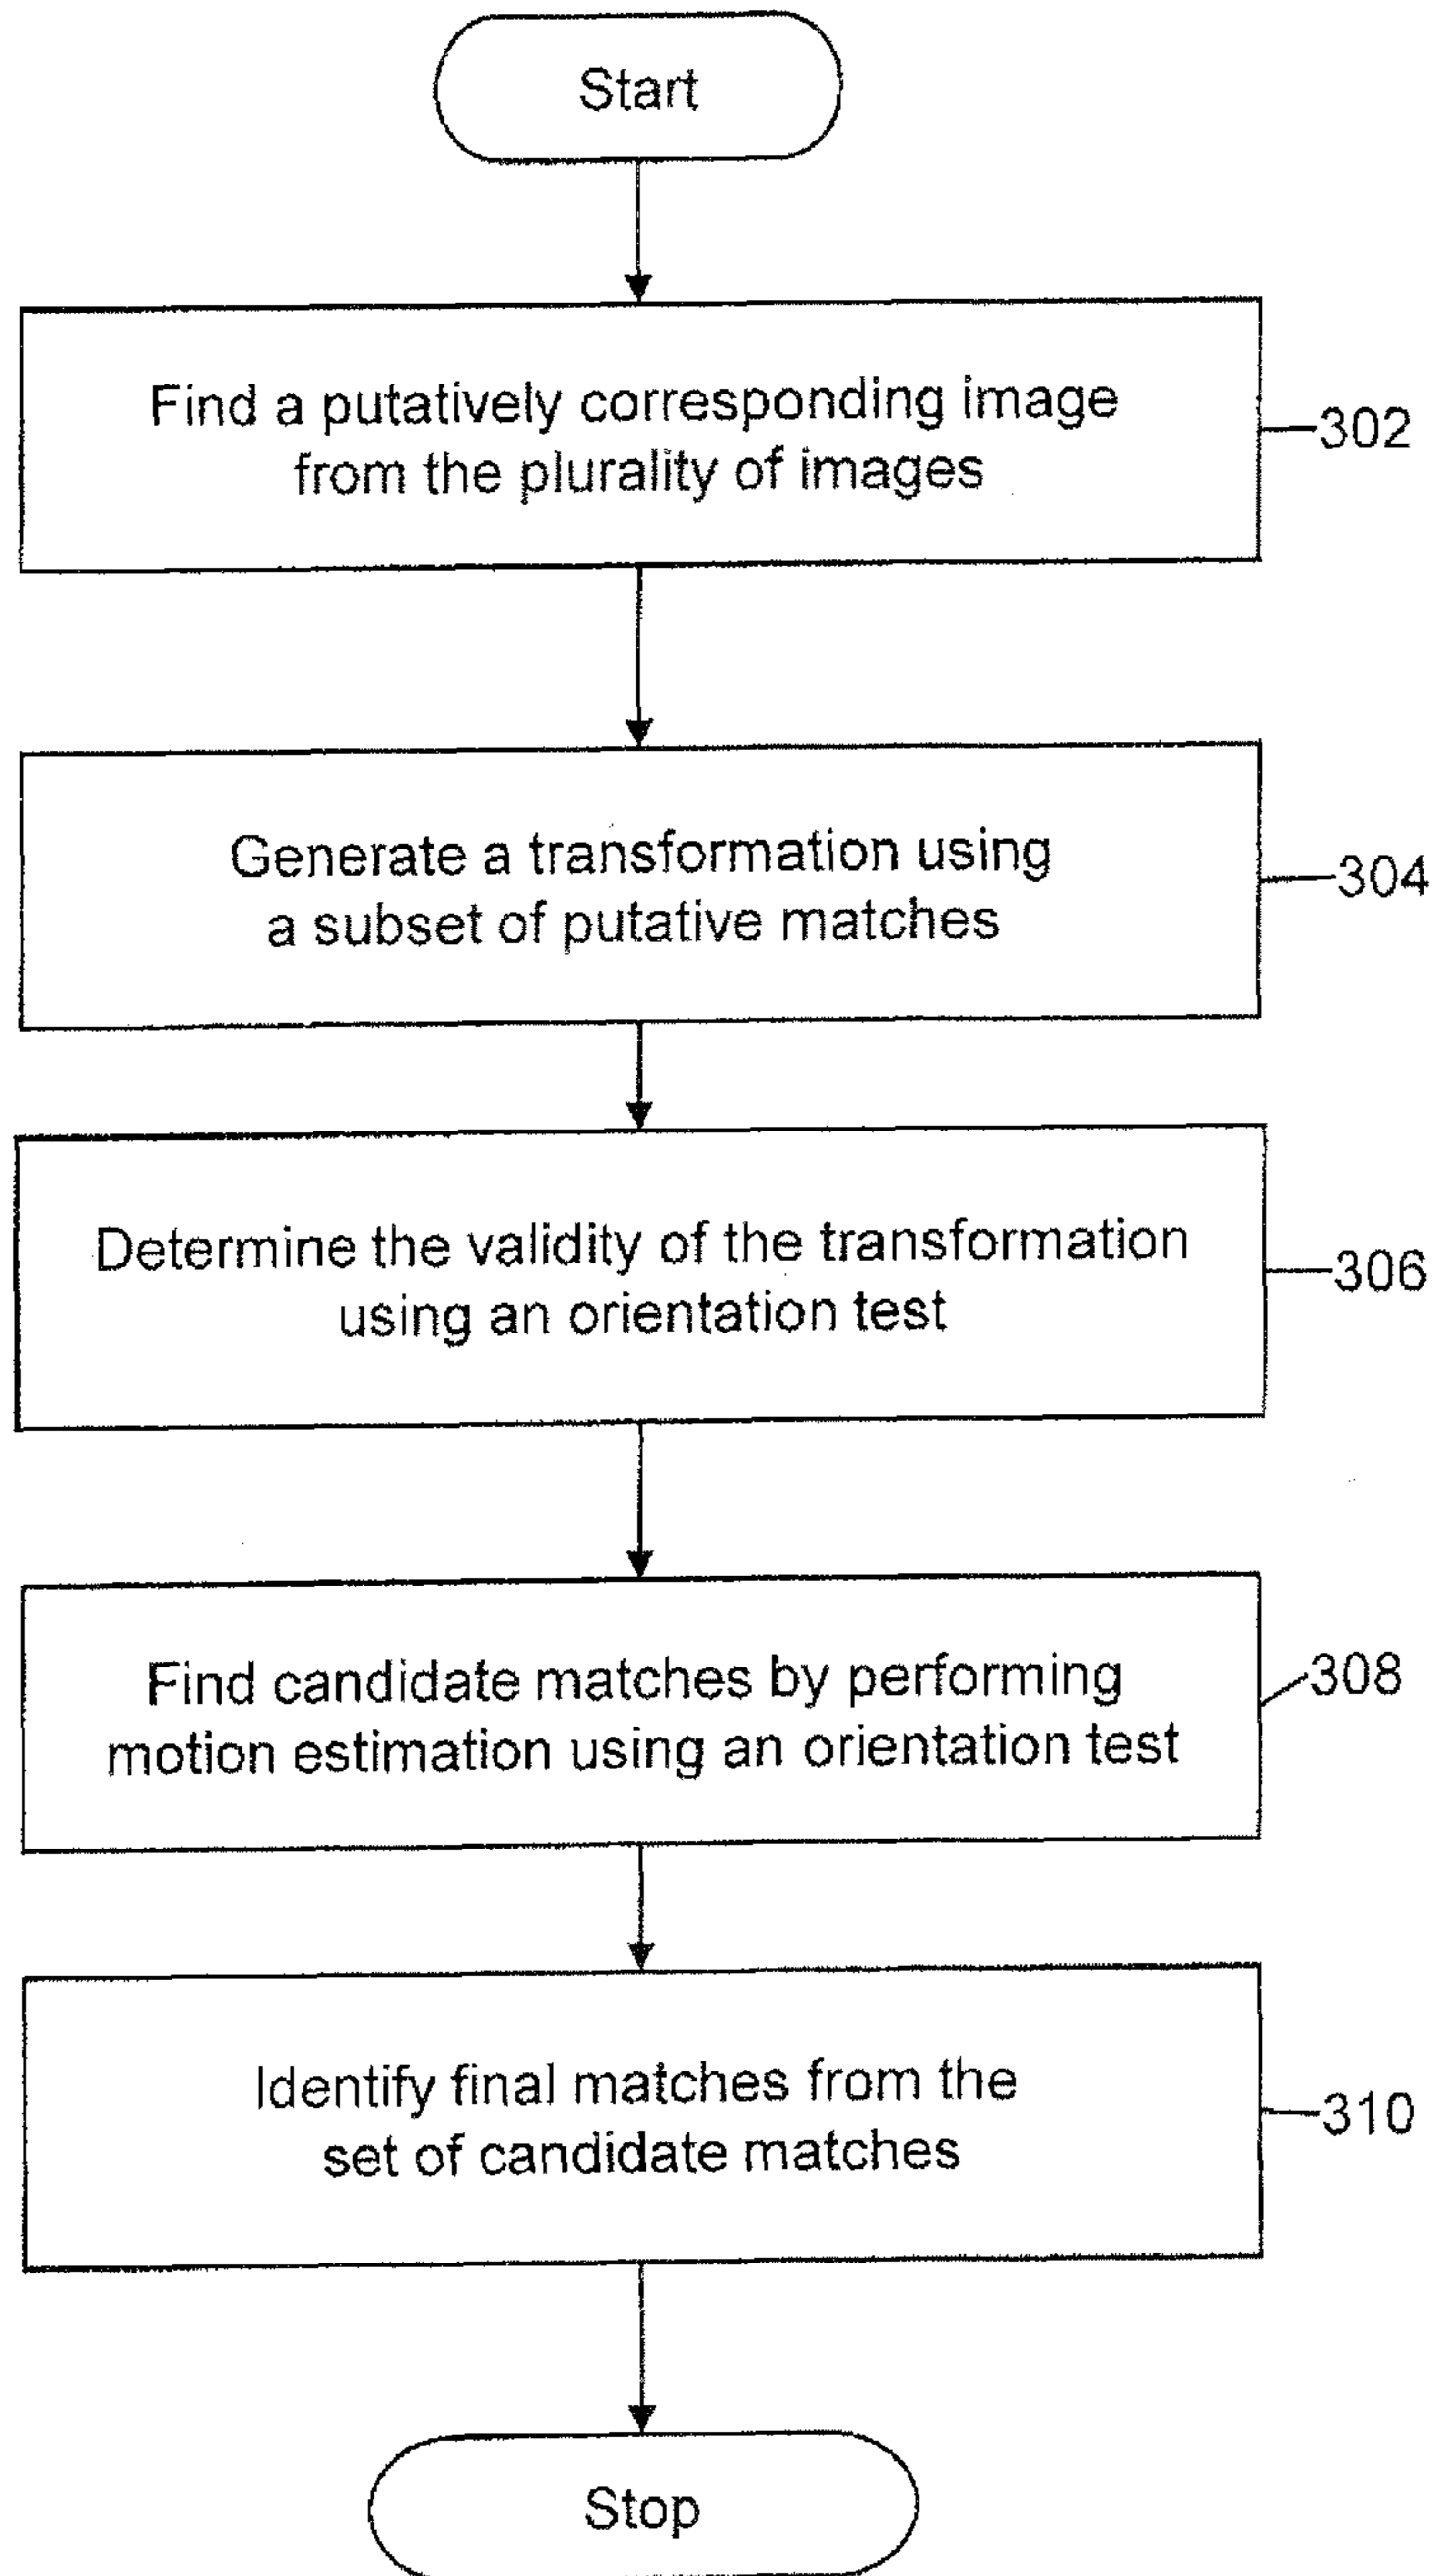 Start
Find a putatively corresponding image
from the plurality of images
302
Generate a transformation using
a subset of putative matches
304
Determine the validity of the transformation
using an orientation test
306
Find candidate matches by performing
motion estimation using an orientation test
308
Identify final matches from the
set of candidate matches
310
Stop